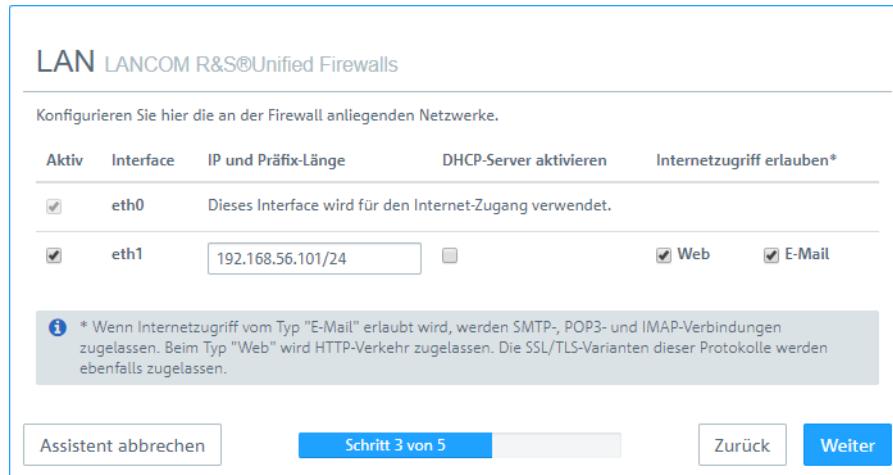 LAN LANCOM R&S®Unified Firewalls
Konfigurieren Sie hier die an der Firewall anliegenden Netzwerke.
Aktiv Interface IP und Präfix-Länge DHCP-Server aktivieren Internetzugriff erlauben*
eth0 Dieses Interface wird für den Internet-Zugang verwendet.
eth1 192.168.56.101/24 Web E-Mail
* Wenn Internetzugriff vom Typ "E-Mail" erlaubt wird, werden SMTP-, POP3- und IMAP-Verbindungen
zugelassen. Beim Typ "Web" wird HTTP-Verkehr zugelassen. Die SSL/TLS-Varianten dieser Protokolle werden
ebenfalls zugelassen.
Assistent abbrechen Schritt 3 von 5 Zurück Weiter